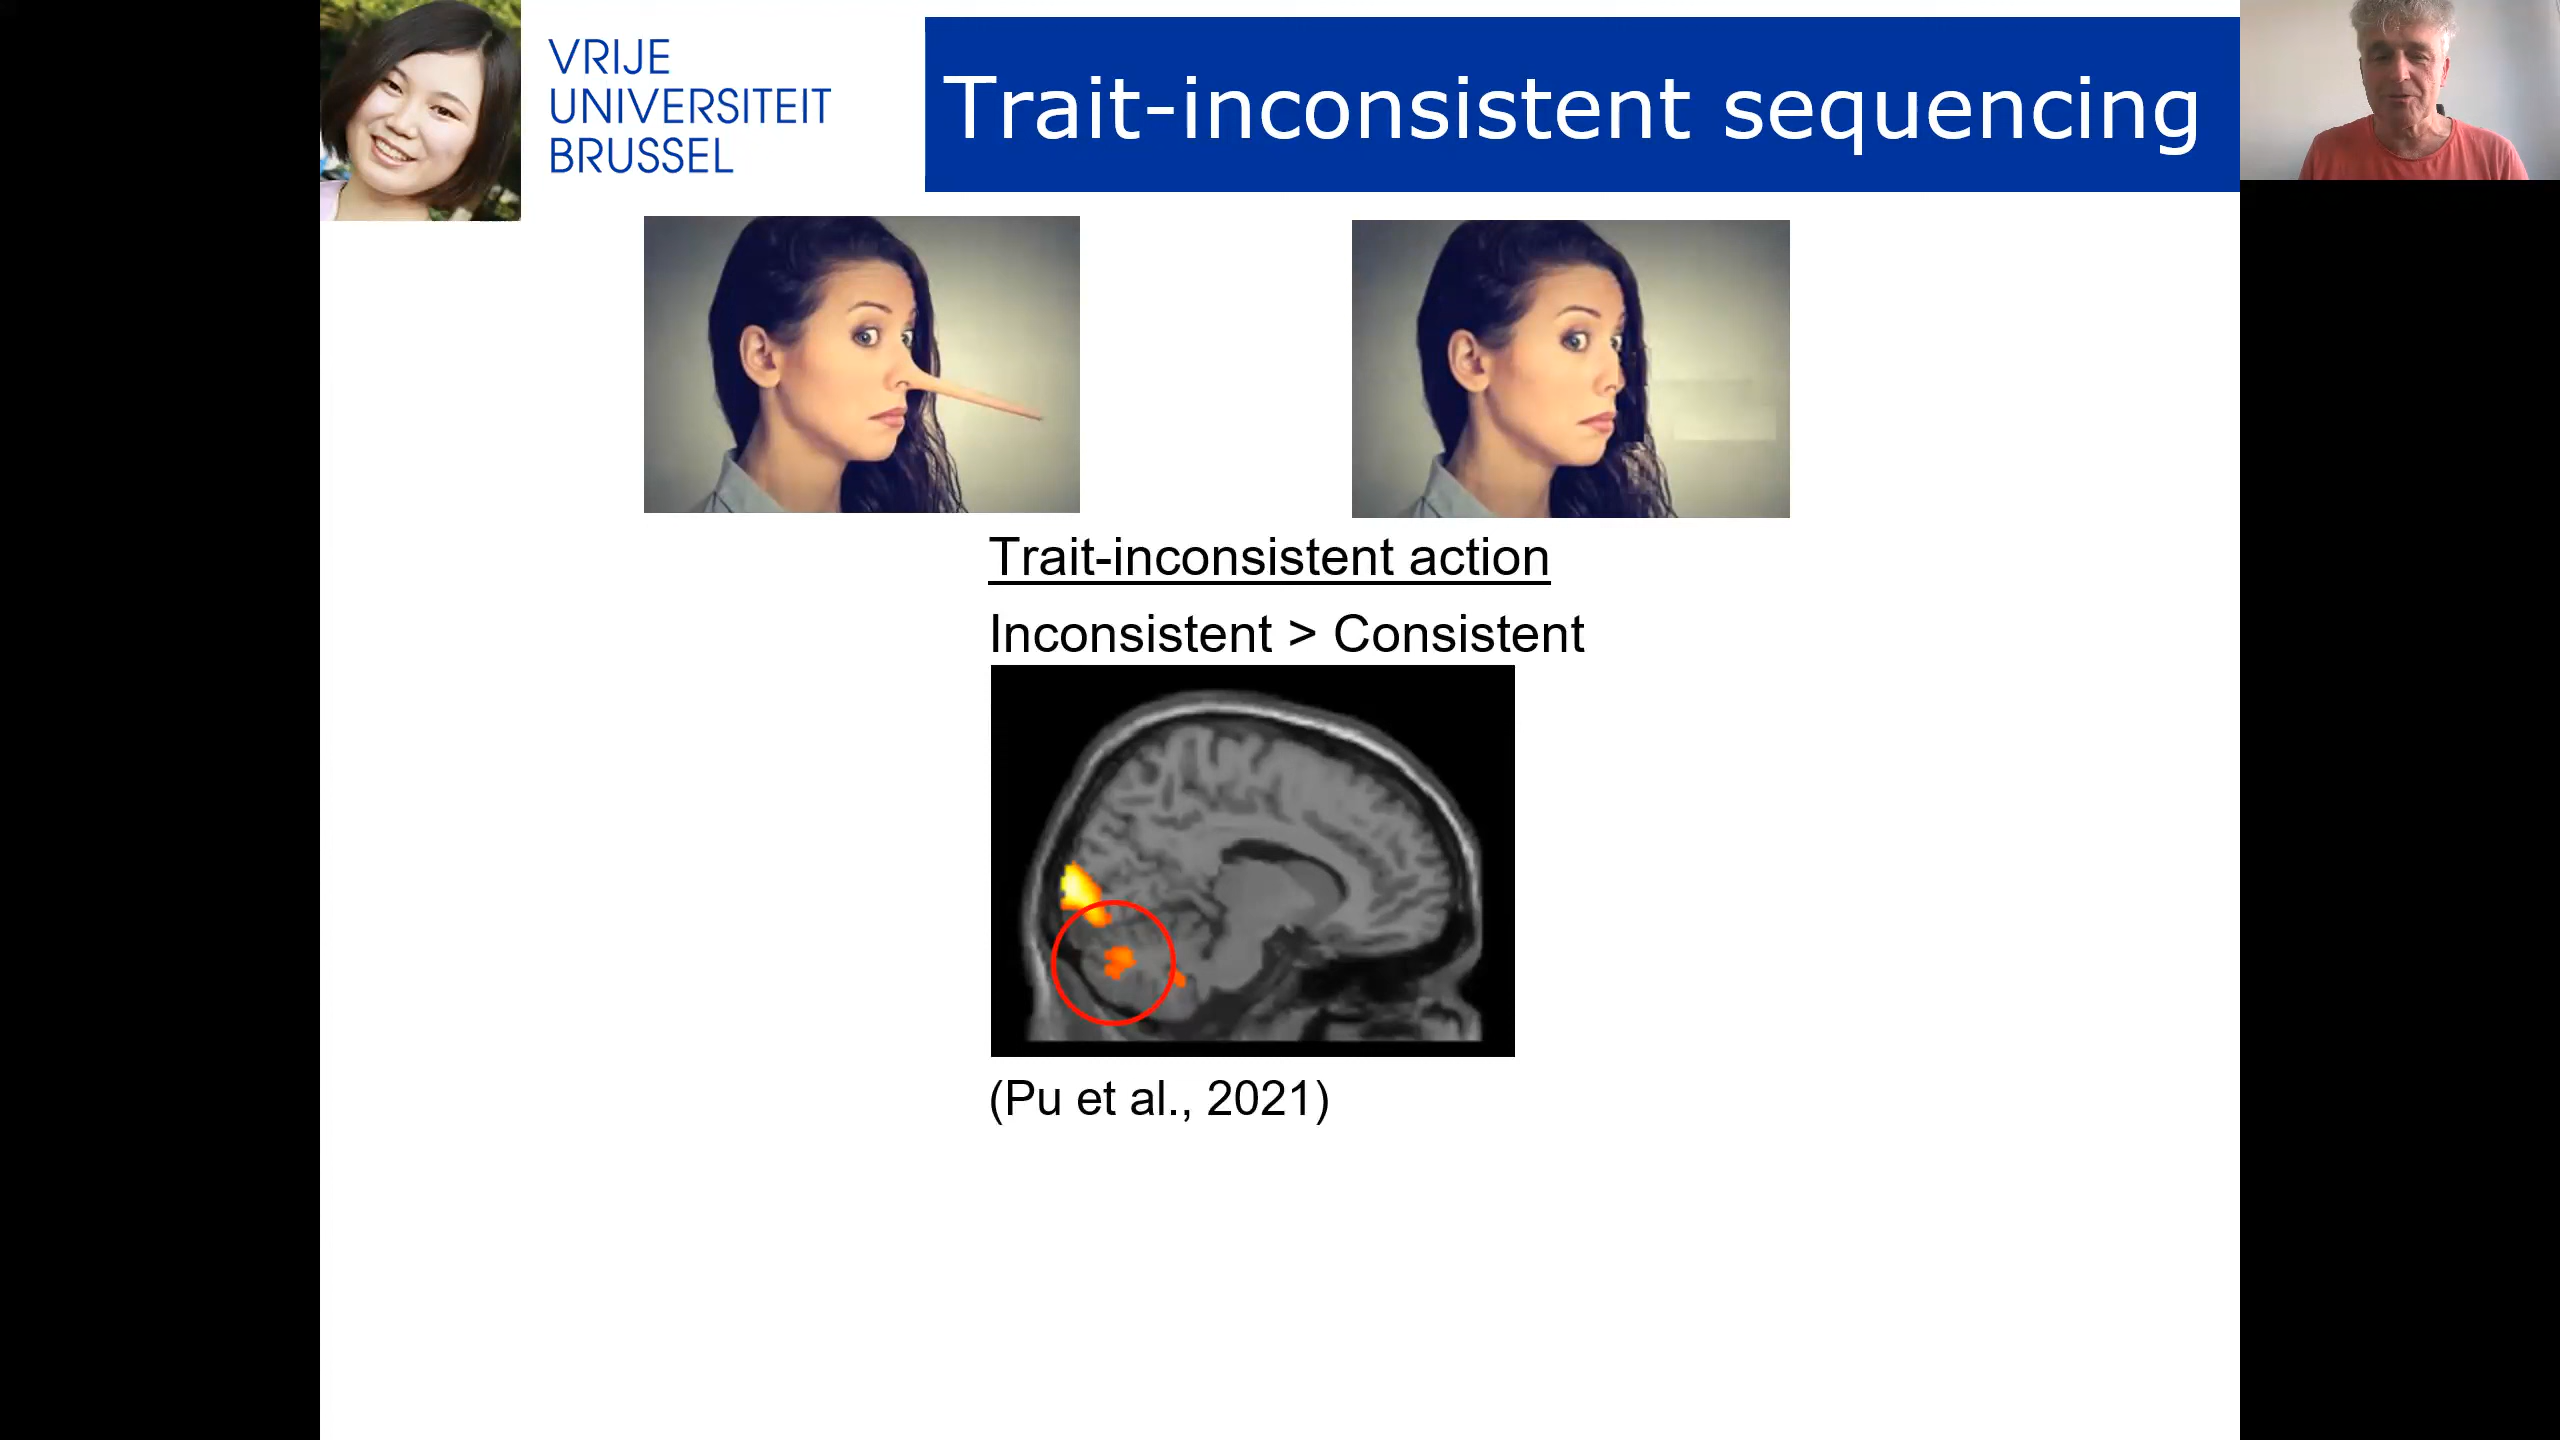 VRIJE
UNIVERSITEIT
BRUSSEL
Trait-inconsistent sequencing
Trait-inconsistent action
Inconsistent > Consistent
(Pu et al., 2021)